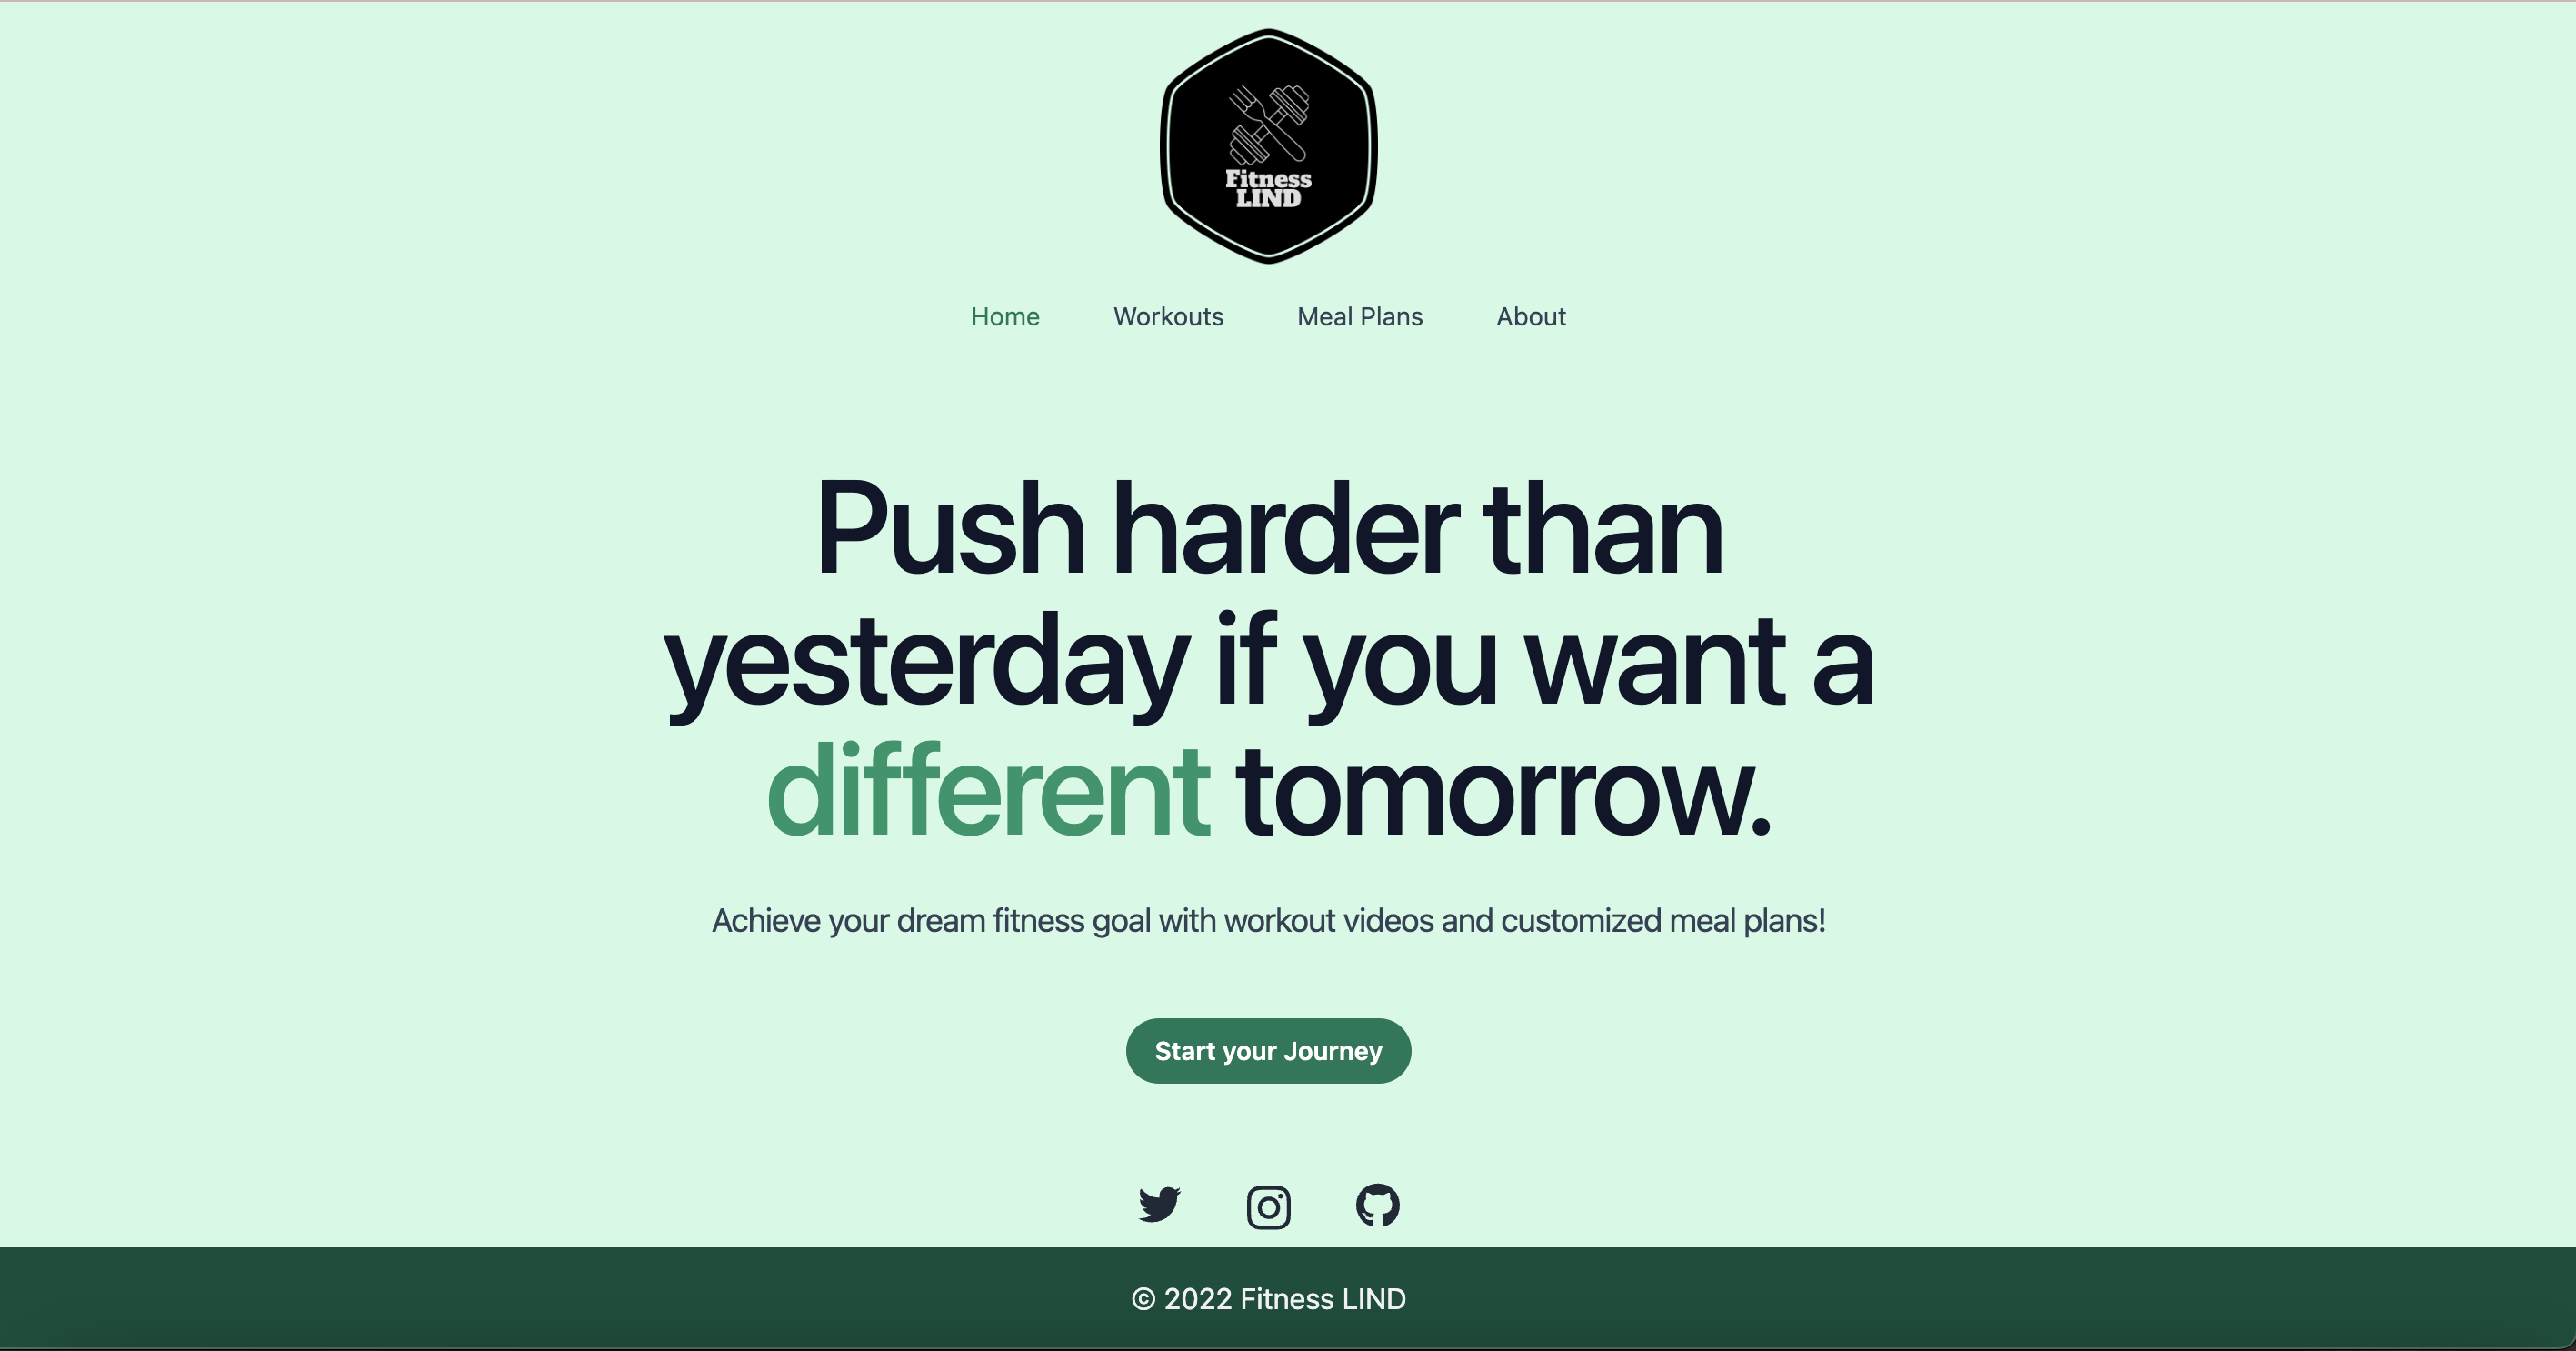 Fitness
LIND
Home Workouts Meal Plans About
Push harder than
yesterday if you want a
different tomorrow.
Achieve your dream fitness goal with workout videos and customized meal plans!
Start your Journey
© 2022 Fitness LIND